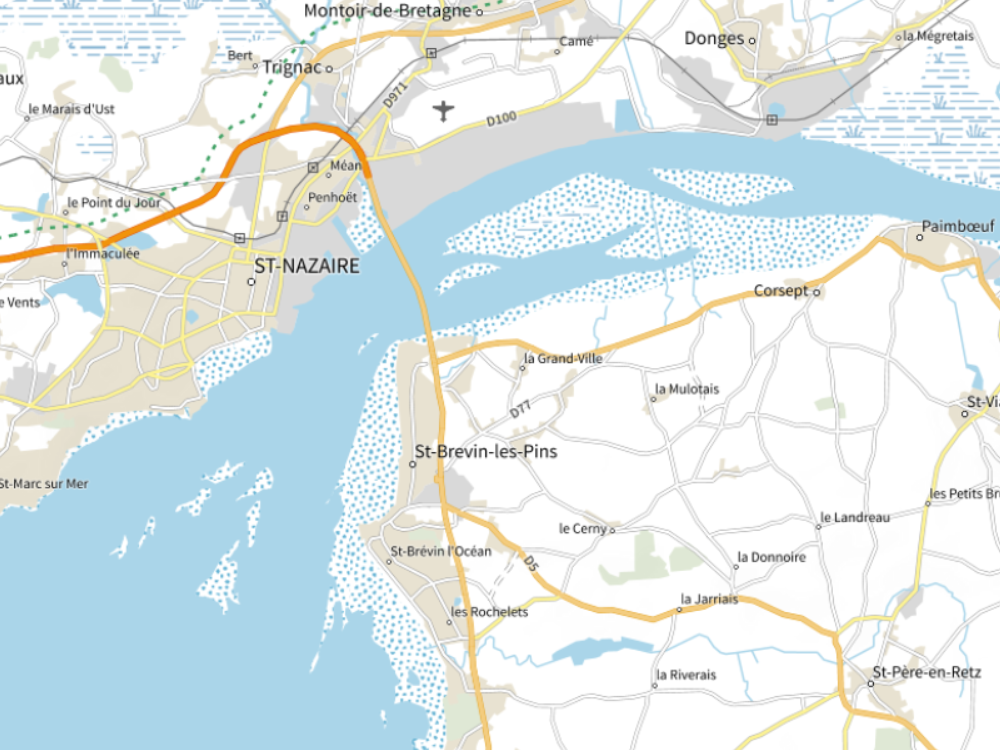 Montoir-de-Bretagne
Donges
la Mégretais
Camé
Bert
Trignac
aux
D971
le Marais d'Ust
D100
Méan
Penhoët
le Point du Jour
Paimbœuf
l'Immaculée
ST-NAZAIRE
Corsept
e Vents
la Grand-Ville
la Mulotais
D77
St-Via
St-Brevin-les-Pins
St-Marc sur Mer
les Petits Br
le Landreau
le Cerny
St-Brévin l'Océan
D5
la Donnoire
la Jarriais
les Rochelets
la Riverais
St-Père-en-Retz